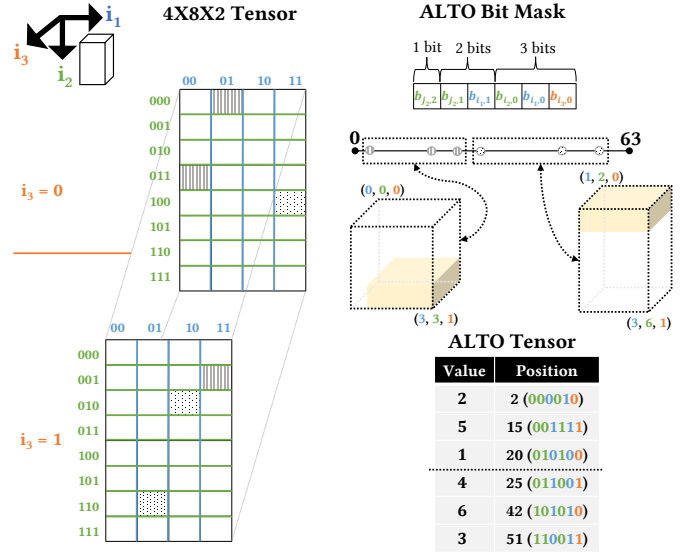 4X8X2 Tensor
i1
i3
i2
00 01 10 11
000
001
010
011
100
101
110
111
i3 = 0
00 01 10 11
000
001
010
011
100
101
110
111
i3 = 1
ALTO Bit Mask
1 bit 2 bits 3 bits
bj2,2 bj2,1 bi1,1 bi2,0 bi1,0 bi3,0
0 63
(0, 0, 0) (1, 2, 0)
(3, 3, 1) (3, 6, 1)
ALTO Tensor
Value Position
2 2 (000010)
5 15 (001111)
1 20 (010100)
4 25 (011001)
6 42 (101010)
3 51 (110011)